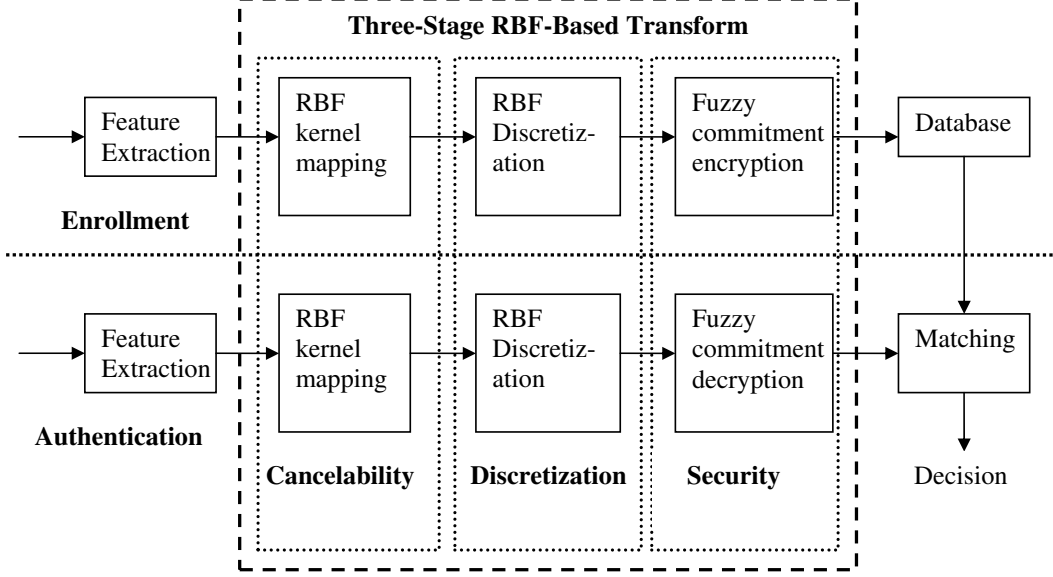 Three-Stage RBF-Based Transform
Feature
Extraction
RBF
kernel
mapping
RBF
Discretiz-
ation
Fuzzy
commitment
encryption
Database
Enrollment
Feature
Extraction
RBF
kernel
mapping
RBF
Discretiz-
ation
Fuzzy
commitment
decryption
Matching
Authentication
Cancelability
Discretization
Security
Decision